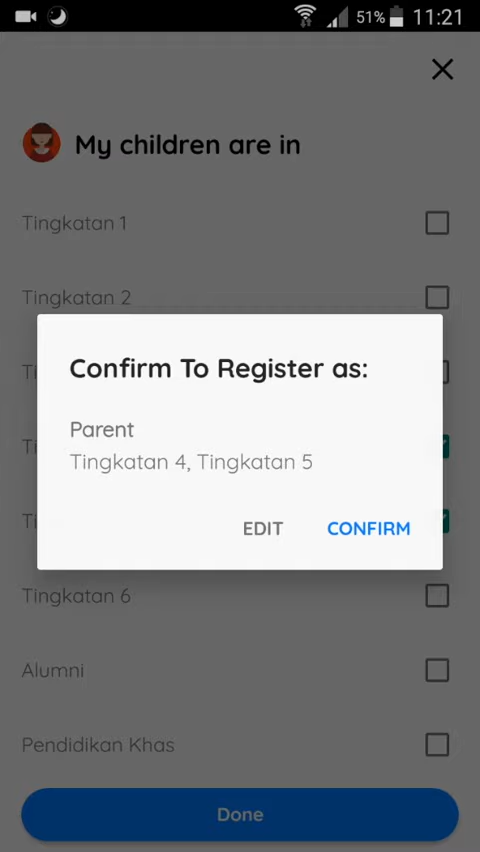 51% 11:21
My children are in
Tingkatan 1
Tingkatan 2
Confirm To Register as:
Parent
Tingkatan 4, Tingkatan 5
EDIT CONFIRM
Tingkatan 6
Alumni
Pendidikan Khas
Done